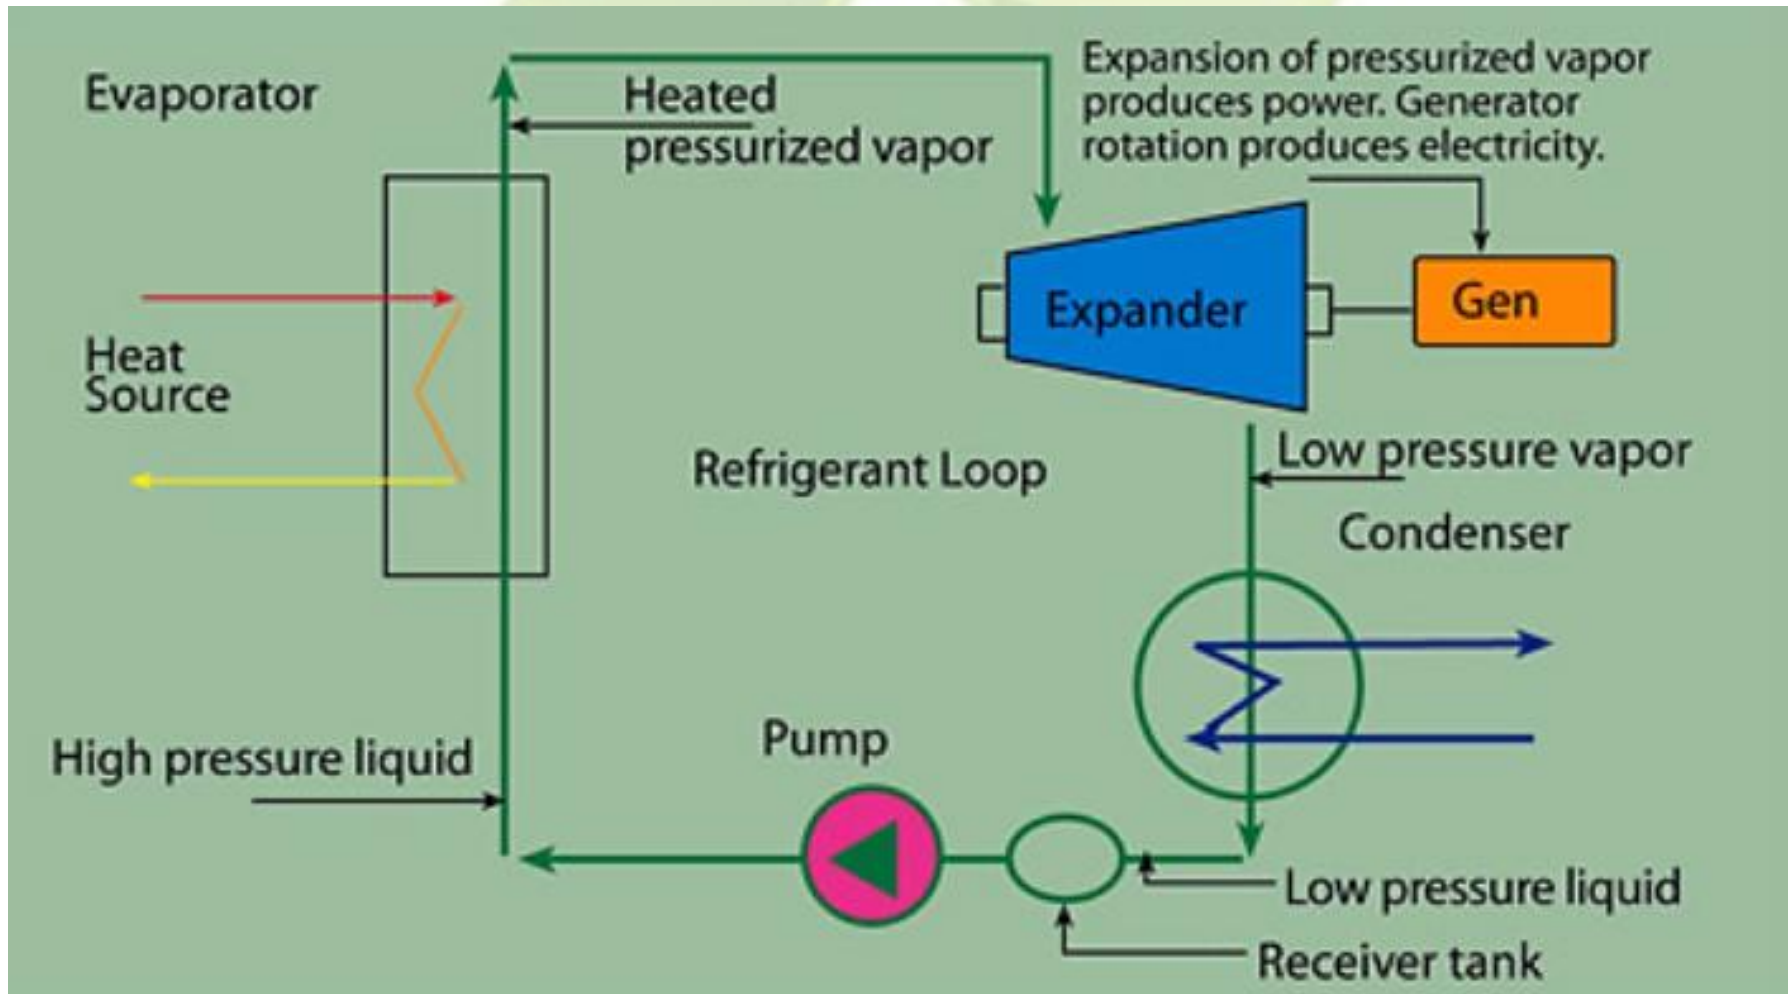 Evaporator
Heated
pressurized vapor
Expansion of pressurized vapor
produces power. Generator
rotation produces electricity.
Expander
Gen
Heat
Source
Refrigerant Loop
Low pressure vapor
Condenser
High pressure liquid
Pump
Low pressure liquid
Receiver tank